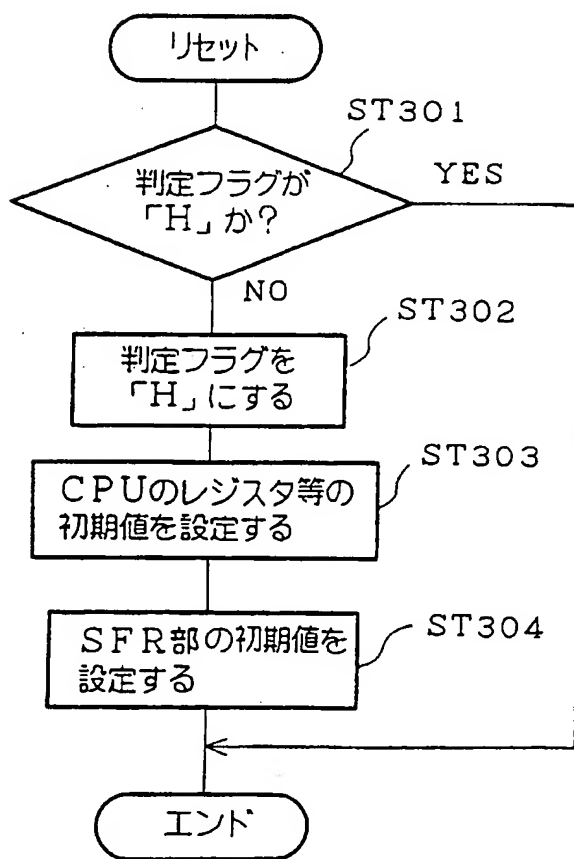 リセット
ST301
判定フラグが
「H」か?
YES
NO
ST302
判定フラグを
「H」にする
ST303
CPUのレジスタ等の
初期値を設定する
ST304
SFR部の初期値を
設定する
エンド